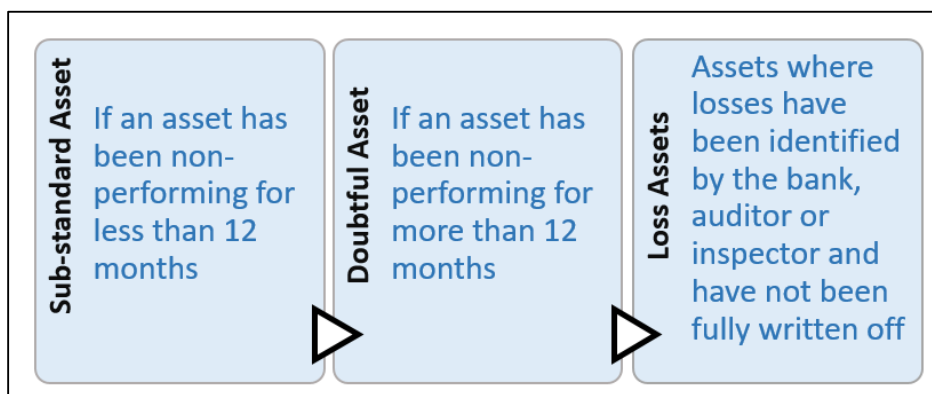 Sub-standard Asset
If an asset has
been non-
performing for
less than 12
months
Doubtful Asset
If an asset has
been non-
performing for
more than 12
months
Loss Assets
Assets where
losses have
been identified
by the bank,
auditor or
inspector and
have not been
fully written off